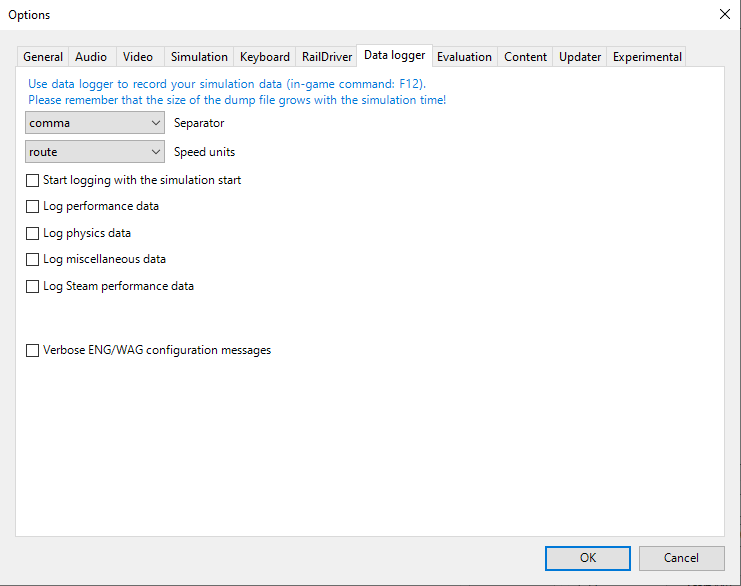 Options
General Audio Video Simulation Keyboard RailDriver Data logger Evaluation Content Updater Experimental
Use data logger to record your simulation data (in-game command: F12).
Please remember that the size of the dump file grows with the simulation time!
comma Separator
route Speed units
Start logging with the simulation start
Log performance data
Log physics data
Log miscellaneous data
Log Steam performance data
Verbose ENG/WAG configuration messages
OK Cancel